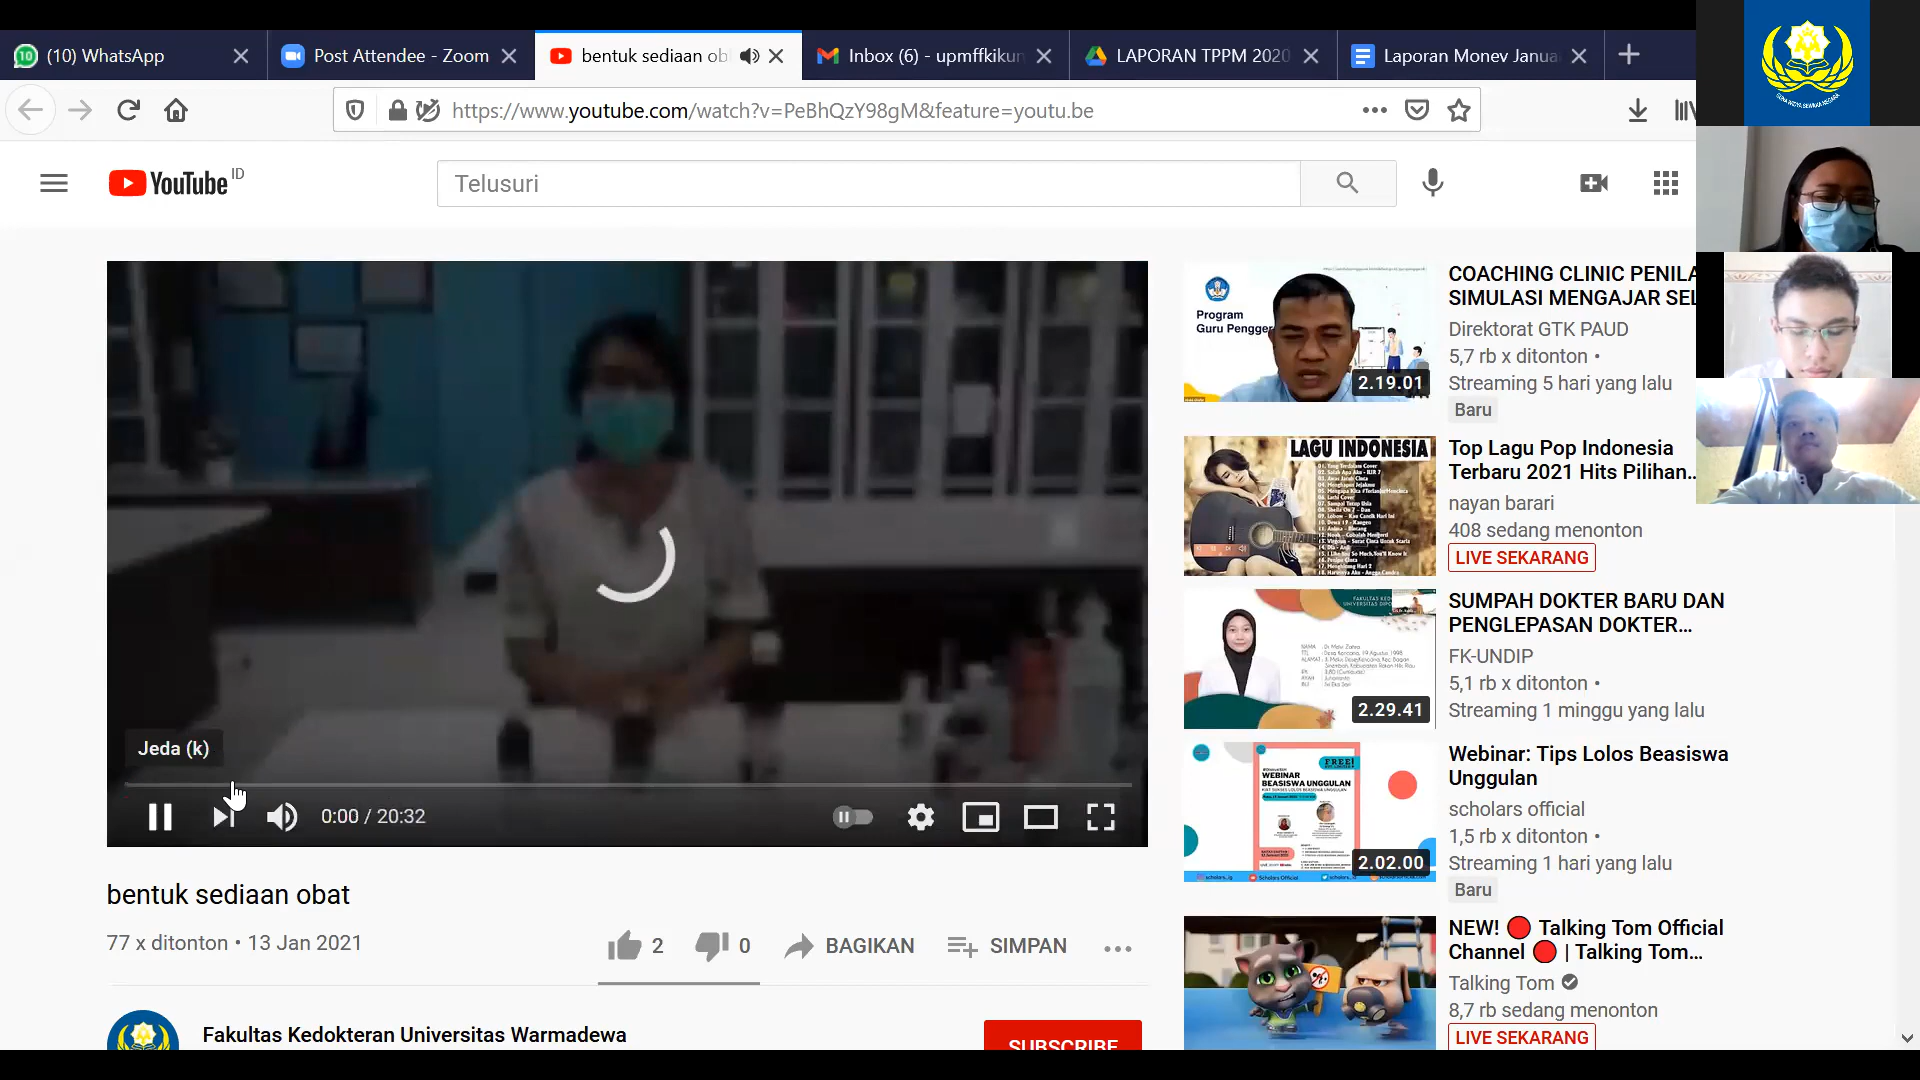 (10) WhatsApp
Post Attendee - Zoom
bentuk sediaan ob
Inbox (6) - upmffkikun
LAPORAN TPPM 2020
Laporan Monev Janua
https://www.youtube.com/watch?v=PeBhQzY98gM&feature=youtu.be
YouTube ID
Telusuri
Jeda (k)
0:00 / 20:32
bentuk sediaan obat
77 x ditonton • 13 Jan 2021
2
0
BAGIKAN
SIMPAN
Fakultas Kedokteran Universitas Warmadewa
SUBSCRIBE
Program
Guru Pengger
2.19.01
COACHING CLINIC PENILA
SIMULASI MENGAJAR SEL
Direktorat GTK PAUD
5,7 rb x ditonton •
Streaming 5 hari yang lalu
Baru
LAGU INDONESIA
Top Lagu Pop Indonesia
Terbaru 2021 Hits Pilihan...
nayan barari
408 sedang menonton
LIVE SEKARANG
2.29.41
SUMPAH DOKTER BARU DAN
PENGLEPASAN DOKTER...
FK-UNDIP
5,1 rb x ditonton •
Streaming 1 minggu yang lalu
FREE!
WEBINAR
BEASISWA UNGGULAN
2.02.00
Webinar: Tips Lolos Beasiswa
Unggulan
scholars official
1,5 rb x ditonton •
Streaming 1 hari yang lalu
Baru
NEW! 🔴 Talking Tom Official
Channel 🔴 | Talking Tom...
Talking Tom
8,7 rb sedang menonton
LIVE SEKARANG